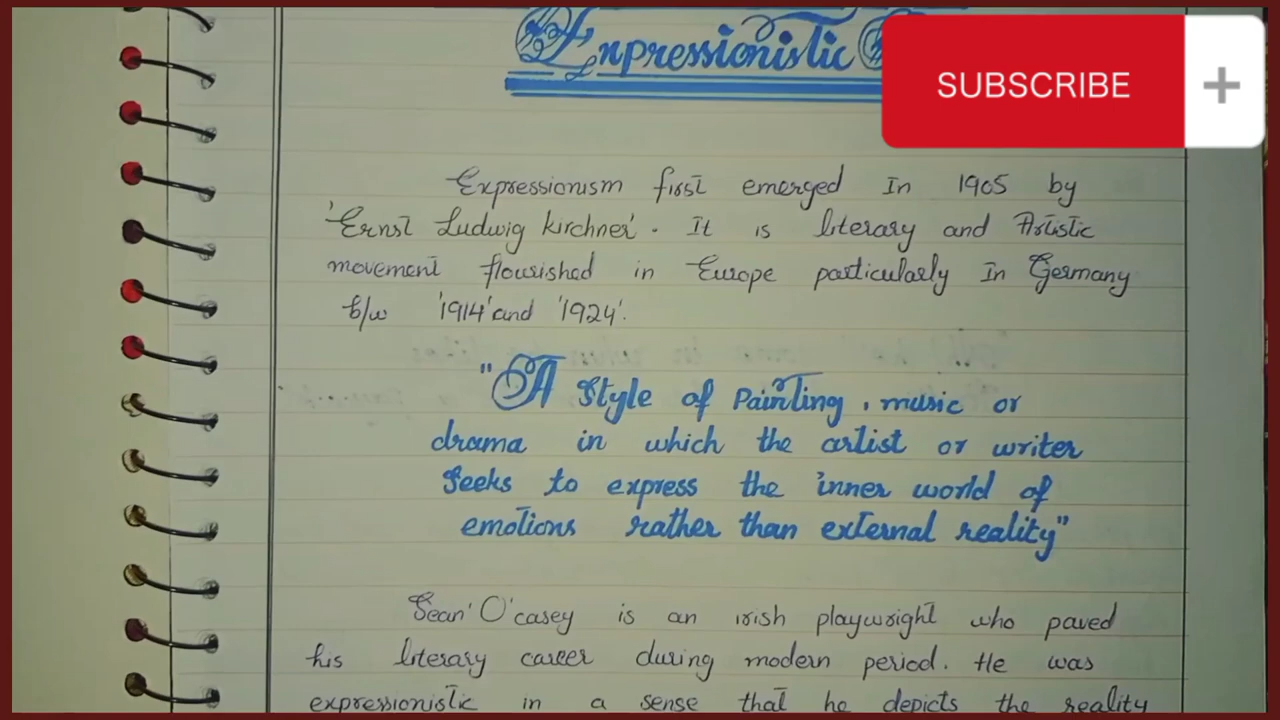 Expressionistic
SUBSCRIBE +
Expressionism first emerged In 1905 by
'Ernst Ludwig kirchner'. It is literary and Artistic
movement flourished in Europe particularly In Germany
b/w '1914' and '1924'.
"A Style of Painting, music or
drama in which the artist or writer
Seeks to express the inner world of
emotions rather than external reality"
Sean O'casey is an irish playwright who paved
his literary career during modern period. He was
expressionistic in a sense that he depicts the reality